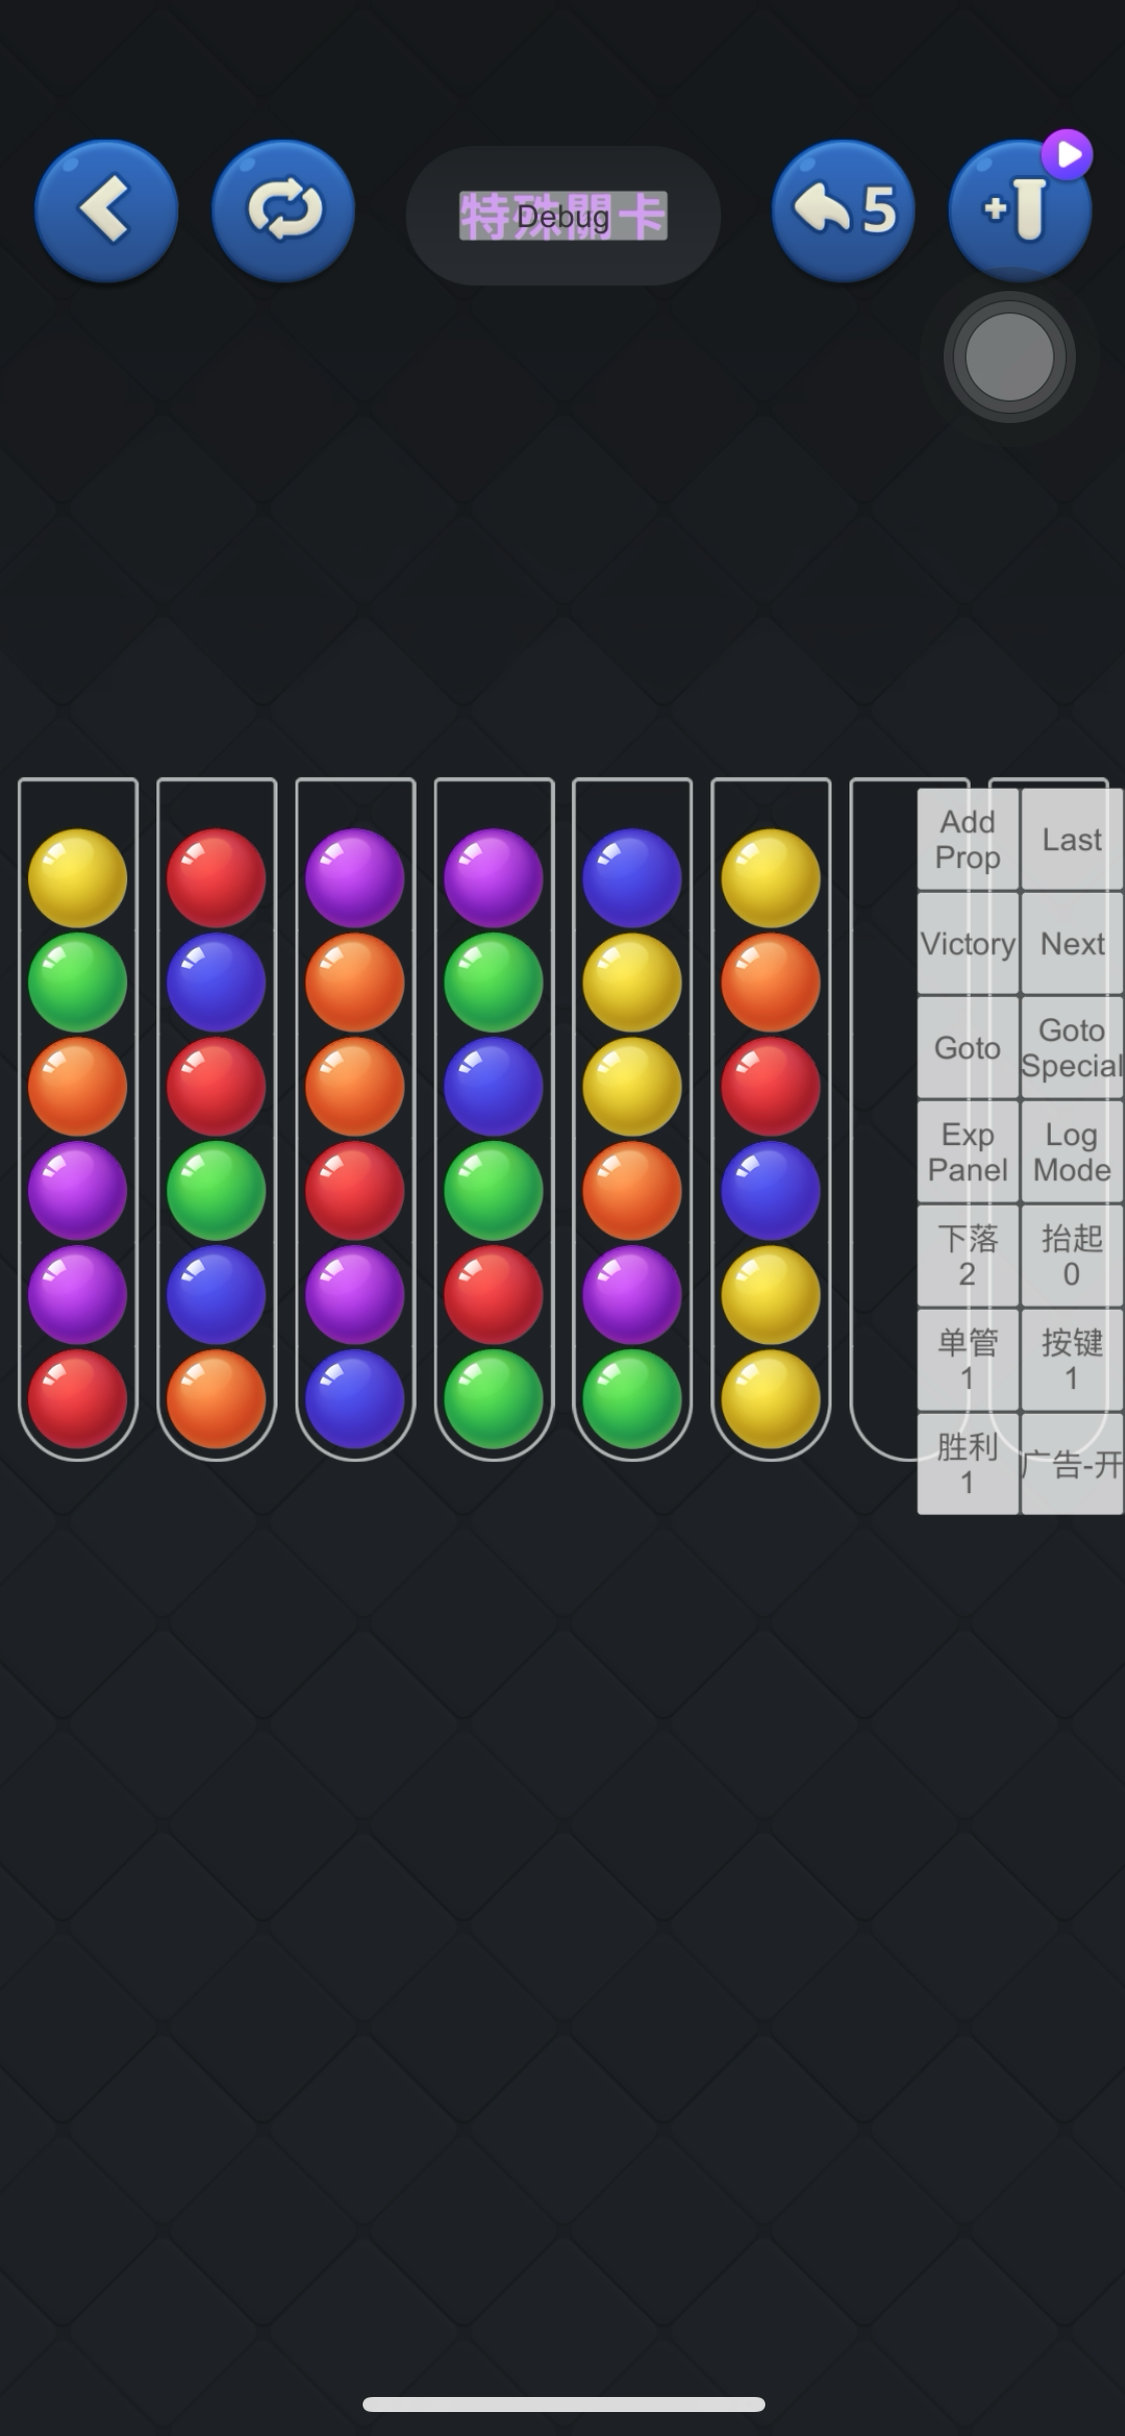 5
特殊關卡
Debug
Add Prop
Last
Victory
Next
Goto
Goto Special
Exp Panel
Log Mode
下落
2
抬起
0
单管
1
按键
1
胜利
1
广告-开